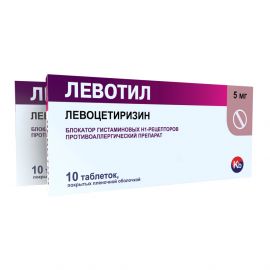 ЛЕВОТИЛ
5 мг
ЛЕВОЦЕТИРИЗИН
БЛОКАТОР ГИСТАМИНОВЫХ Н1-РЕЦЕПТОРОВ
ПРОТИВОАЛЛЕРГИЧЕСКИЙ ПРЕПАРАТ
10 таблеток,
покрытых пленочной оболочкой